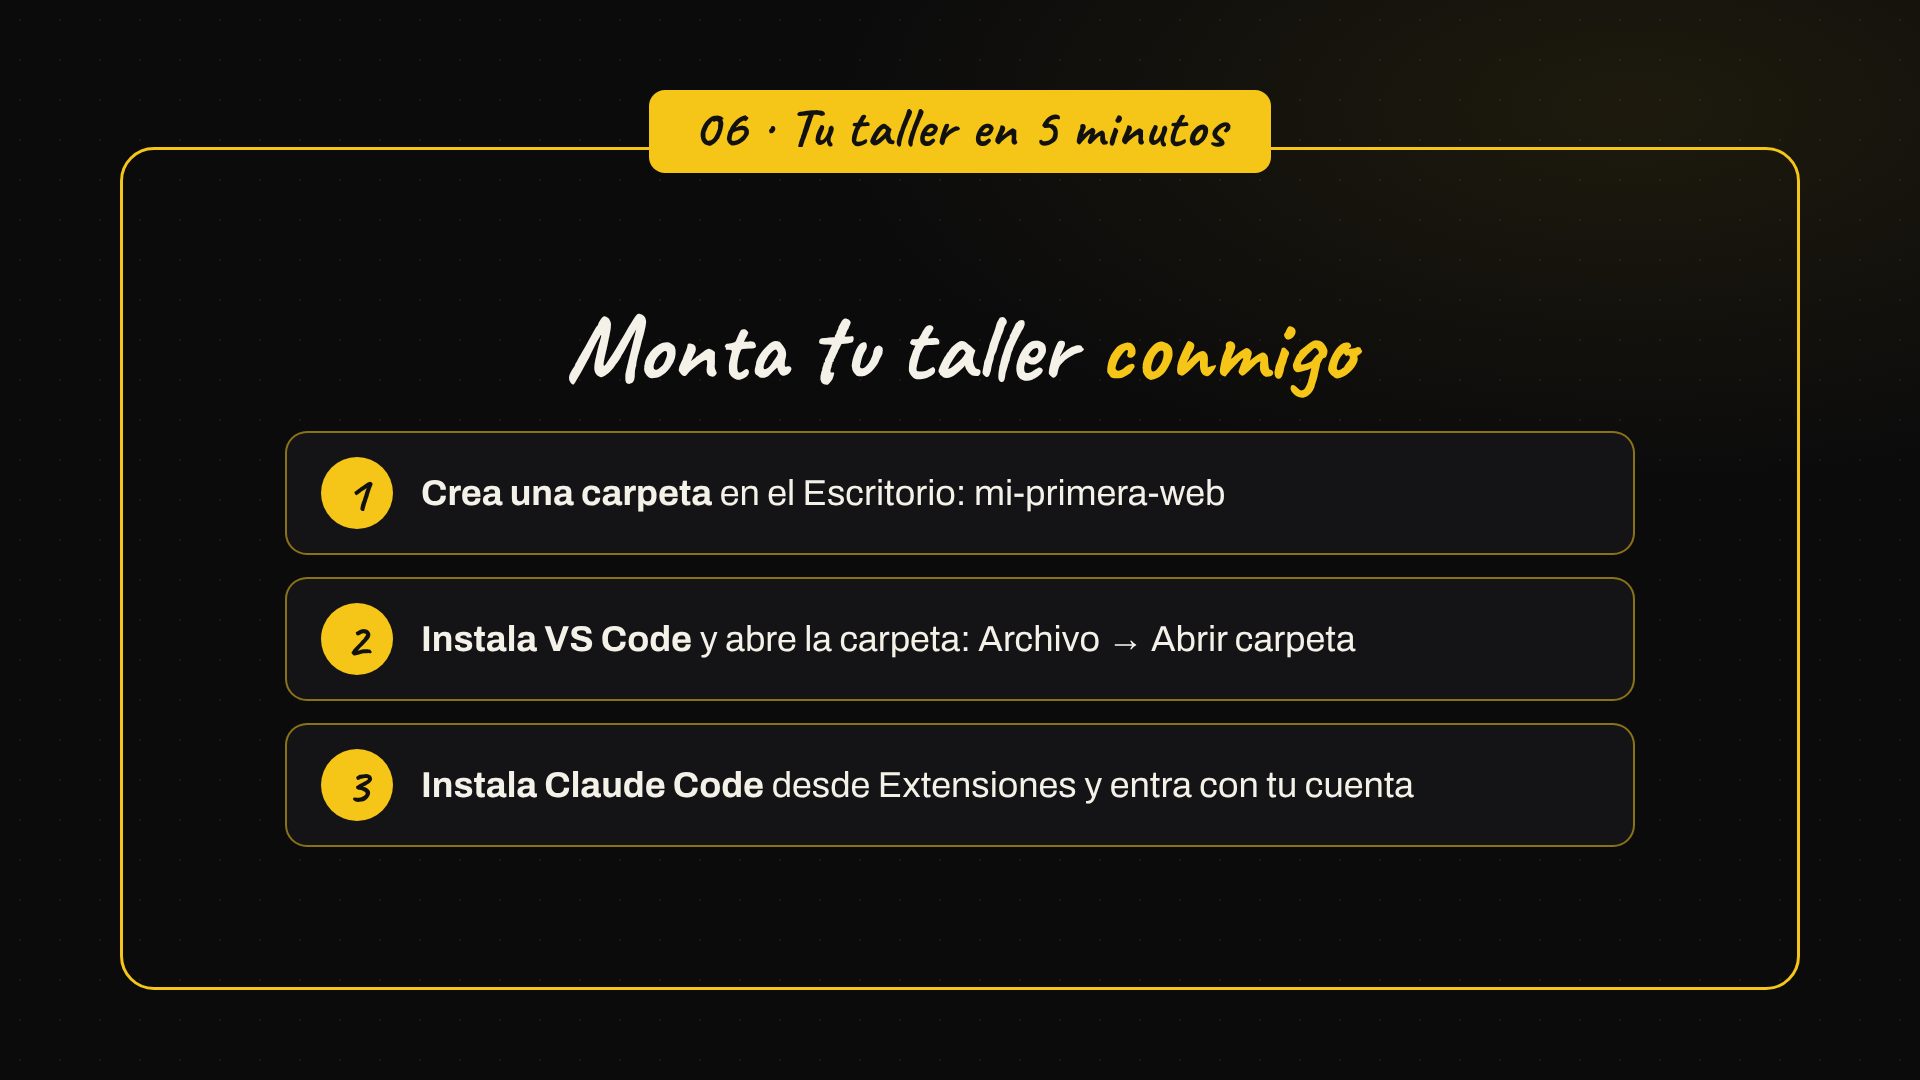 06 · Tu taller en 5 minutos
Monta tu taller conmigo
1 Crea una carpeta en el Escritorio: mi-primera-web
2 Instala VS Code y abre la carpeta: Archivo → Abrir carpeta
3 Instala Claude Code desde Extensiones y entra con tu cuenta